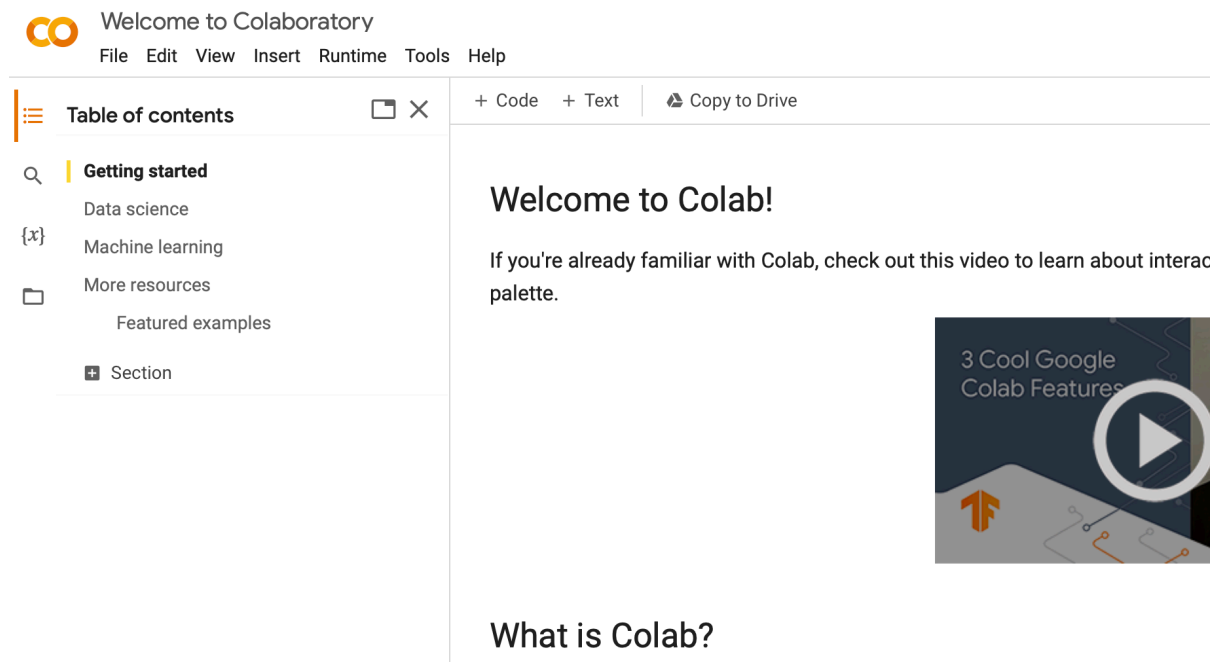 Welcome to Colaboratory
File Edit View Insert Runtime Tools Help
Table of contents
+ Code + Text Copy to Drive
Getting started
Data science
Machine learning
More resources
Featured examples
Section
{x}
Welcome to Colab!
If you're already familiar with Colab, check out this video to learn about
palette.
3 Cool Google
Colab Features
What is Colab?